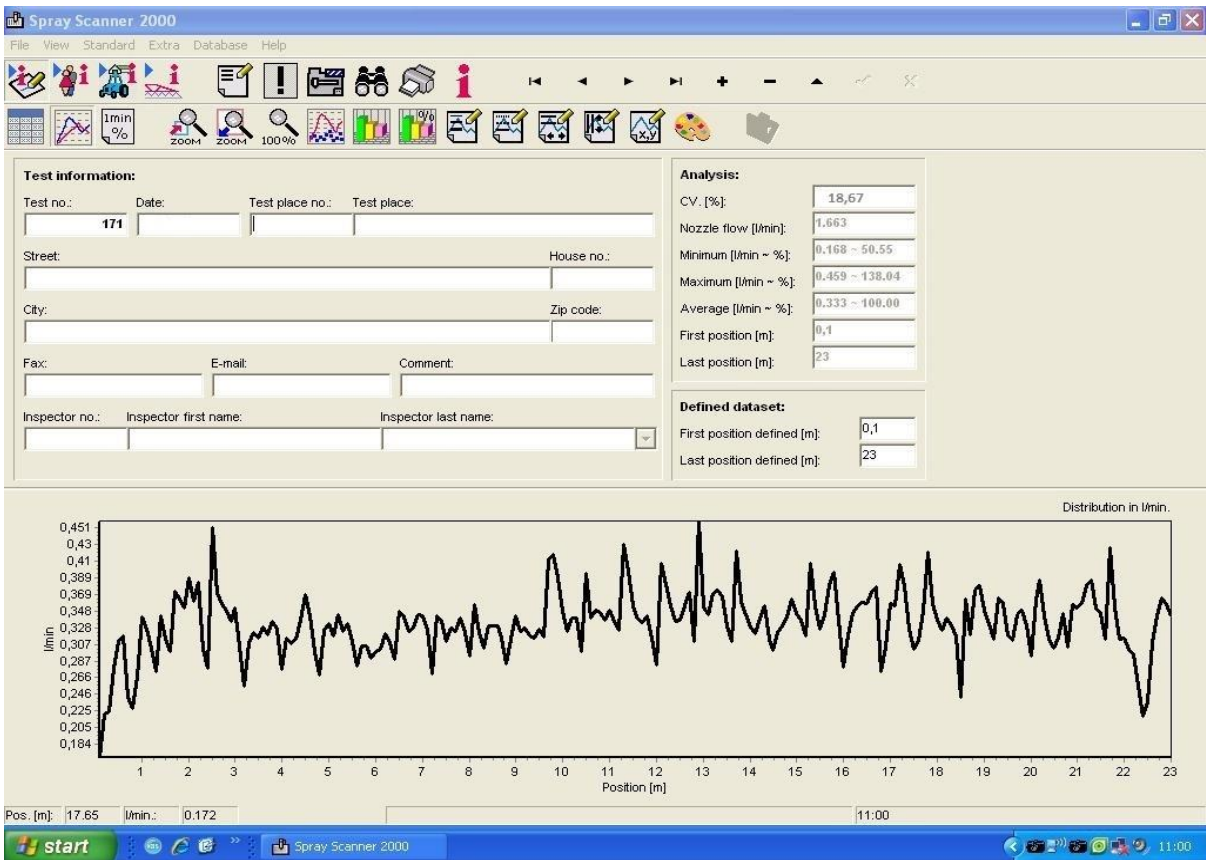 Spray Scanner 2000
File View Standard Extra Database Help
1min
%
ZOOM ZOOM 100% % x,y
Test information:
Test no.: Date: Test place no.: Test place:
171
Street: House no.:
City: Zip code:
Fax: E-mail: Comment:
Inspector no.: Inspector first name: Inspector last name:
Analysis:
CV. [%]: 18,67
Nozzle flow [l/min]: 1.663
Minimum [l/min ~ %]: 0.168 ~ 50.55
Maximum [l/min ~ %]: 0.459 ~ 138.04
Average [l/min ~ %]: 0.333 ~ 100.00
First position [m]: 0,1
Last position [m]: 23
Defined dataset:
First position defined [m]: 0,1
Last position defined [m]: 23
Distribution in l/min.
0,451
0,43
0,41
0,389
0,369
0,348
0,328
0,307
0,287
0,266
0,246
0,225
0,205
0,184
l/min
1 2 3 4 5 6 7 8 9 10 11 12 13 14 15 16 17 18 19 20 21 22 23
Position [m]
Pos. [m]: 17.65 l/min.: 0.172 11:00
start Spray Scanner 2000 11:00